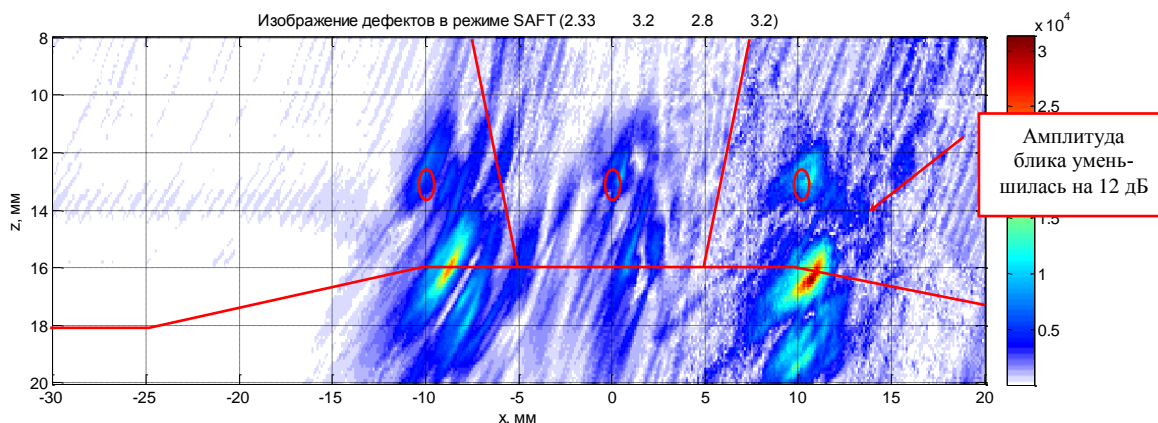 Изображение дефектов в режиме SAFT (2.33 3.2 2.8 3.2)
x 10^4
8
10
12
14
16
18
20
z, мм
-30 -25 -20 -15 -10 -5 0 5 10 15 20
x, мм
3
2.5
1.5
1
0.5
Амплитуда
блика умень-
шилась на 12 дБ